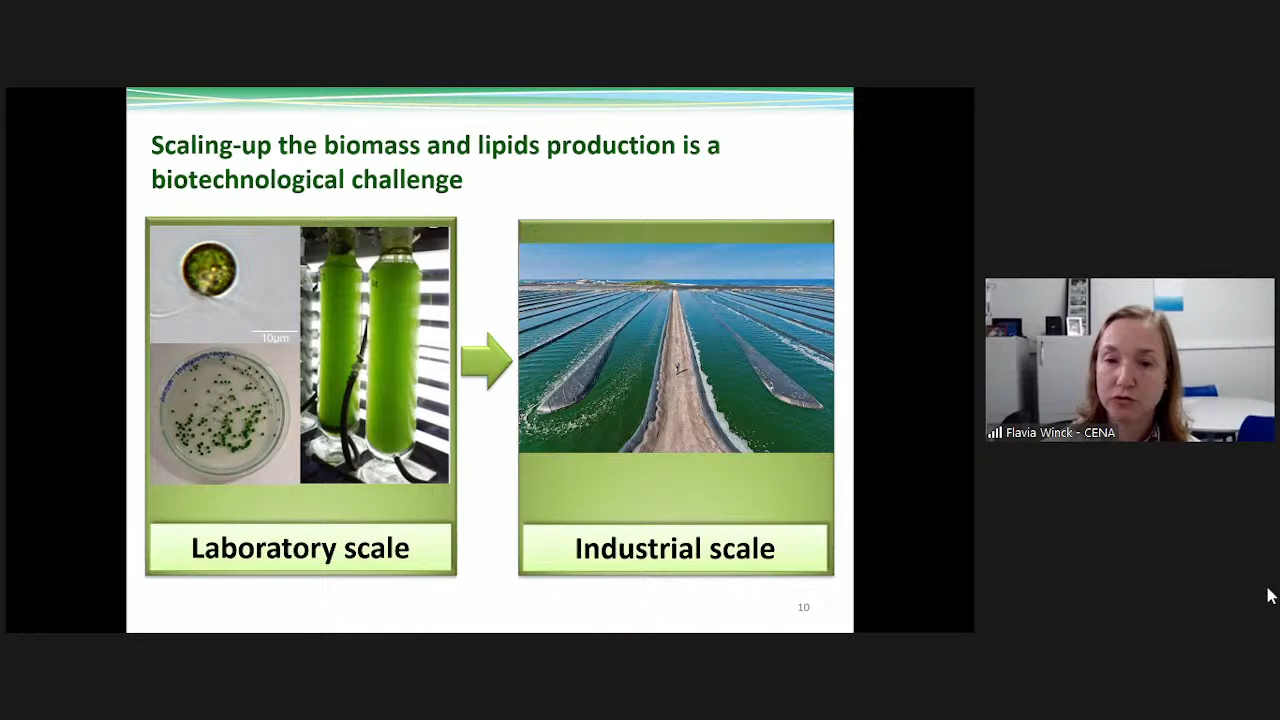 Scaling-up the biomass and lipids production is a
biotechnological challenge
10μm
Laboratory scale
Industrial scale
10
Flavia Winck - CENA